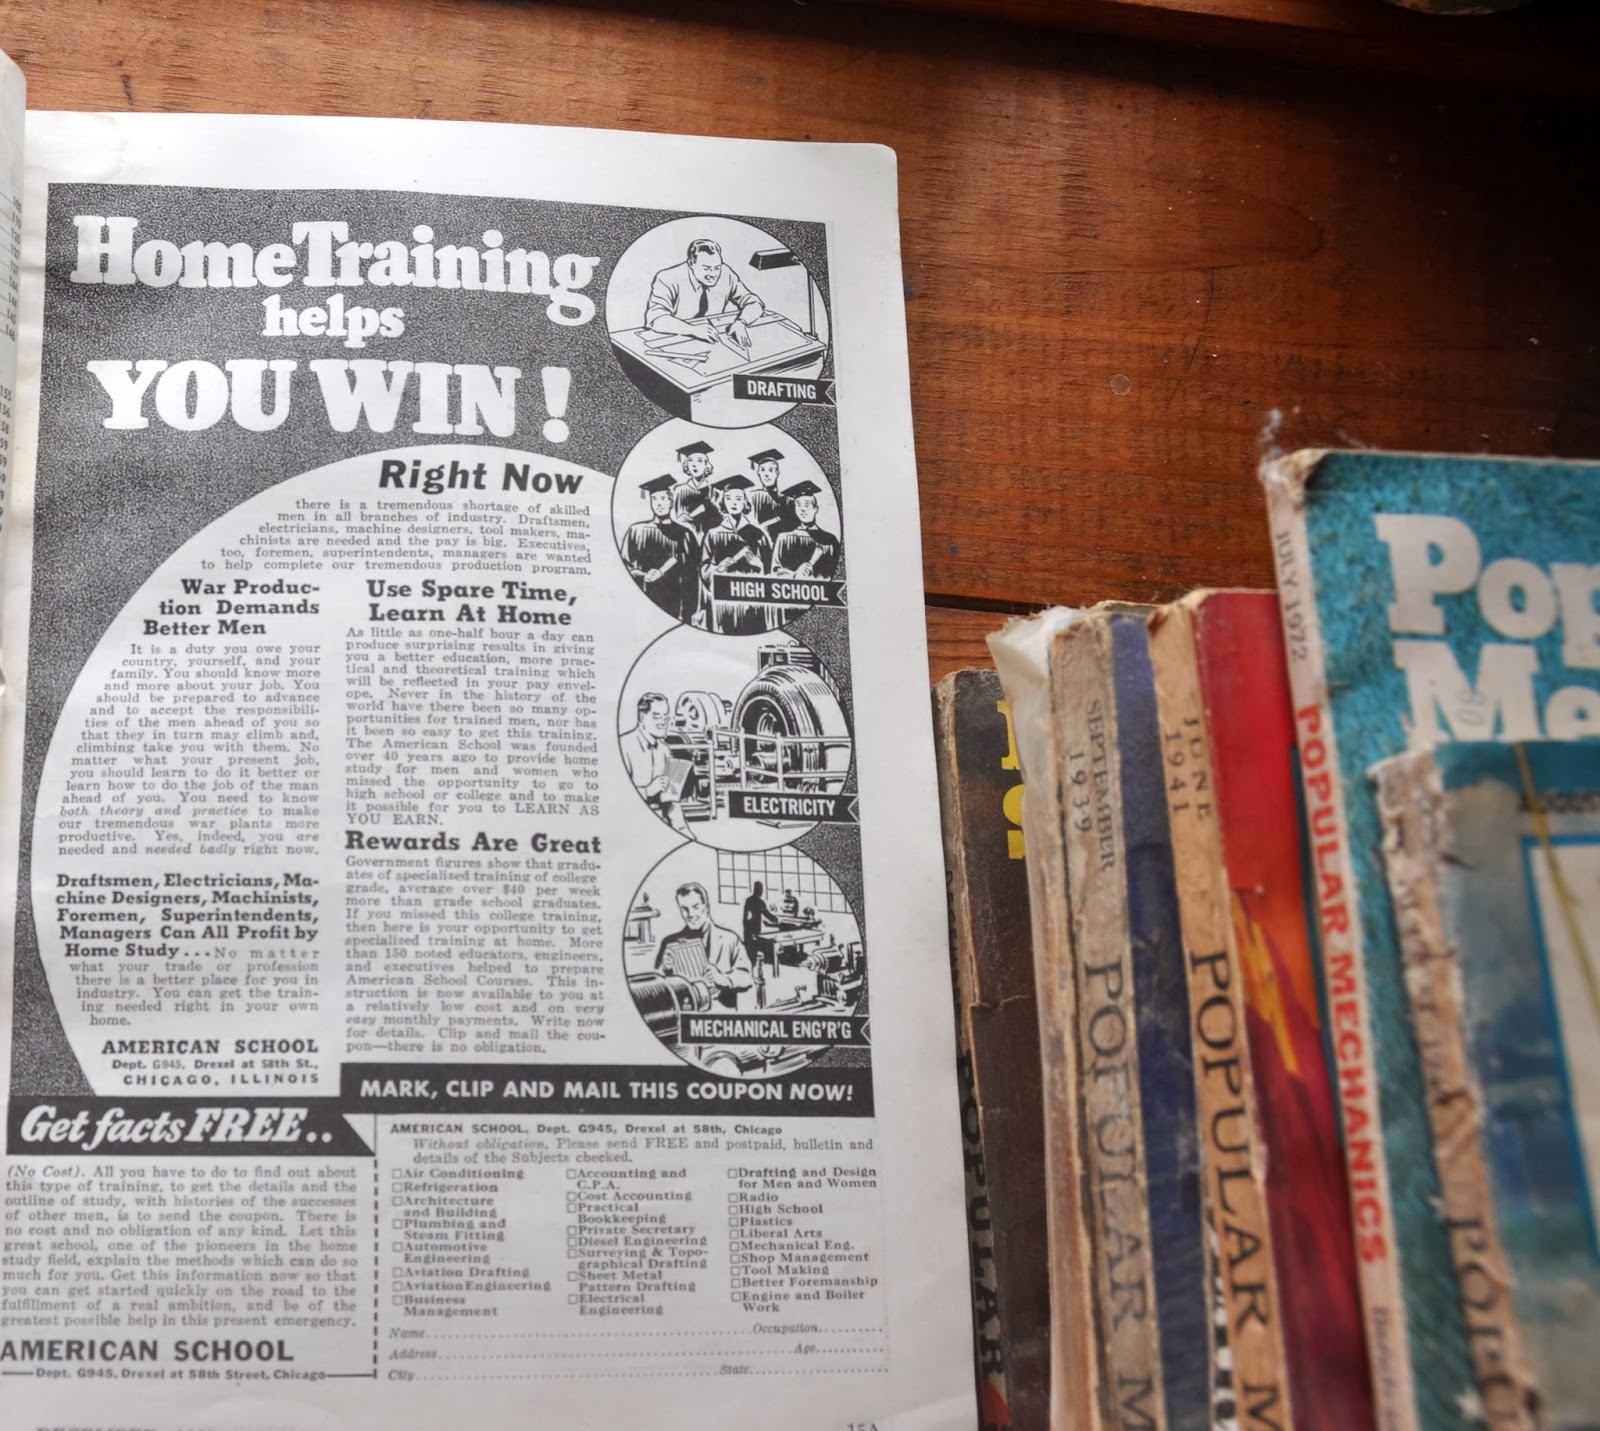 Home Training
helps
YOU WIN!
DRAFTING
HIGH SCHOOL
ELECTRICITY
MECHANICAL ENG'R'G
Right Now
there is a tremendous shortage of skilled
men in all branches of industry. Draftsmen,
electricians, machine designers, tool makers, ma-
chinists are needed and the pay is big. Executives,
too, foremen, superintendents, managers are wanted
to help complete our tremendous production program.
War Produc-
tion Demands
Better Men
It is a duty you owe your
country, yourself, and your
family. You should know more
and more about your job. You
should be prepared to advance
and to accept the responsibili-
ties of the men ahead of you so
that they in turn may climb and,
climbing take you with them. No
matter what your present job,
you should learn to do it better or
learn how to do the job of the man
ahead of you. You need to know
both theory and practice to make
our tremendous war plants more
productive. Yes, indeed, you are
needed and needed badly right now.
Draftsmen, Electricians, Ma-
chine Designers, Machinists,
Foremen, Superintendents,
Managers Can All Profit by
Home Study...No matter
what your trade or profession
there is a better place for you in
industry. You can get the train-
ing needed right in your own
home.
AMERICAN SCHOOL
Dept. G945, Drexel at 58th St.,
CHICAGO, ILLINOIS
Use Spare Time,
Learn At Home
As little as one-half hour a day can
produce surprising results in giving
you a better education, more prac-
tical and theoretical training which
will be reflected in your pay envel-
ope. Never in the history of the
world have there been so many op-
portunities for trained men, nor has
it been so easy to get this training.
The American School was founded
over 40 years ago to provide home
study for men and women who
missed the opportunity to go to
high school or college and to make
it possible for you to LEARN AS
YOU EARN.
Rewards Are Great
Government figures show that gradu-
ates of specialized training of college
grade, average over $40 per week
more than grade school graduates.
If you missed this college training,
then here is your opportunity to get
specialized training at home. More
than 150 noted educators, engineers,
and executives helped to prepare
American School Courses. This in-
struction is now available to you at
a relatively low cost and on very
easy monthly payments. Write now
for details. Clip and mail the cou-
pon—there is no obligation.
MARK, CLIP AND MAIL THIS COUPON NOW!
Get facts FREE..
(No Cost). All you have to do to find out about
this type of training, to get the details and the
outline of study, with histories of the successes
of other men, is to send the coupon. There is
no cost and no obligation of any kind. Let this
great school, one of the pioneers in the home
study field, explain the methods which can do so
much for you. Get this information now so that
you can get started quickly on the road to the
fulfillment of a real ambition, and be of the
greatest possible help in this present emergency.
AMERICAN SCHOOL
Dept. G945, Drexel at 58th Street, Chicago
AMERICAN SCHOOL, Dept. G945, Drexel at 58th, Chicago
Without obligation, Please send FREE and postpaid, bulletin and
details of the Subjects checked.
Air Conditioning
Refrigeration
Architecture
and Building
Plumbing and
Steam Fitting
Automotive
Engineering
Aviation Drafting
Aviation Engineering
Business
Management
Accounting and
C.P.A.
Cost Accounting
Practical
Bookkeeping
Private Secretary
Diesel Engineering
Surveying & Topo-
graphical Drafting
Sheet Metal
Pattern Drafting
Electrical
Engineering
Drafting and Design
for Men and Women
Radio
High School
Plastics
Liberal Arts
Mechanical Eng.
Shop Management
Tool Making
Better Foremanship
Engine and Boiler
Work
Name Occupation
Address Age
City State
15A
POPULAR
SEPTEMBER
1939
POPULAR M
JUNE
1941
POPULAR M
JULY 1972
POPULAR MECHANICS
Pop
Me